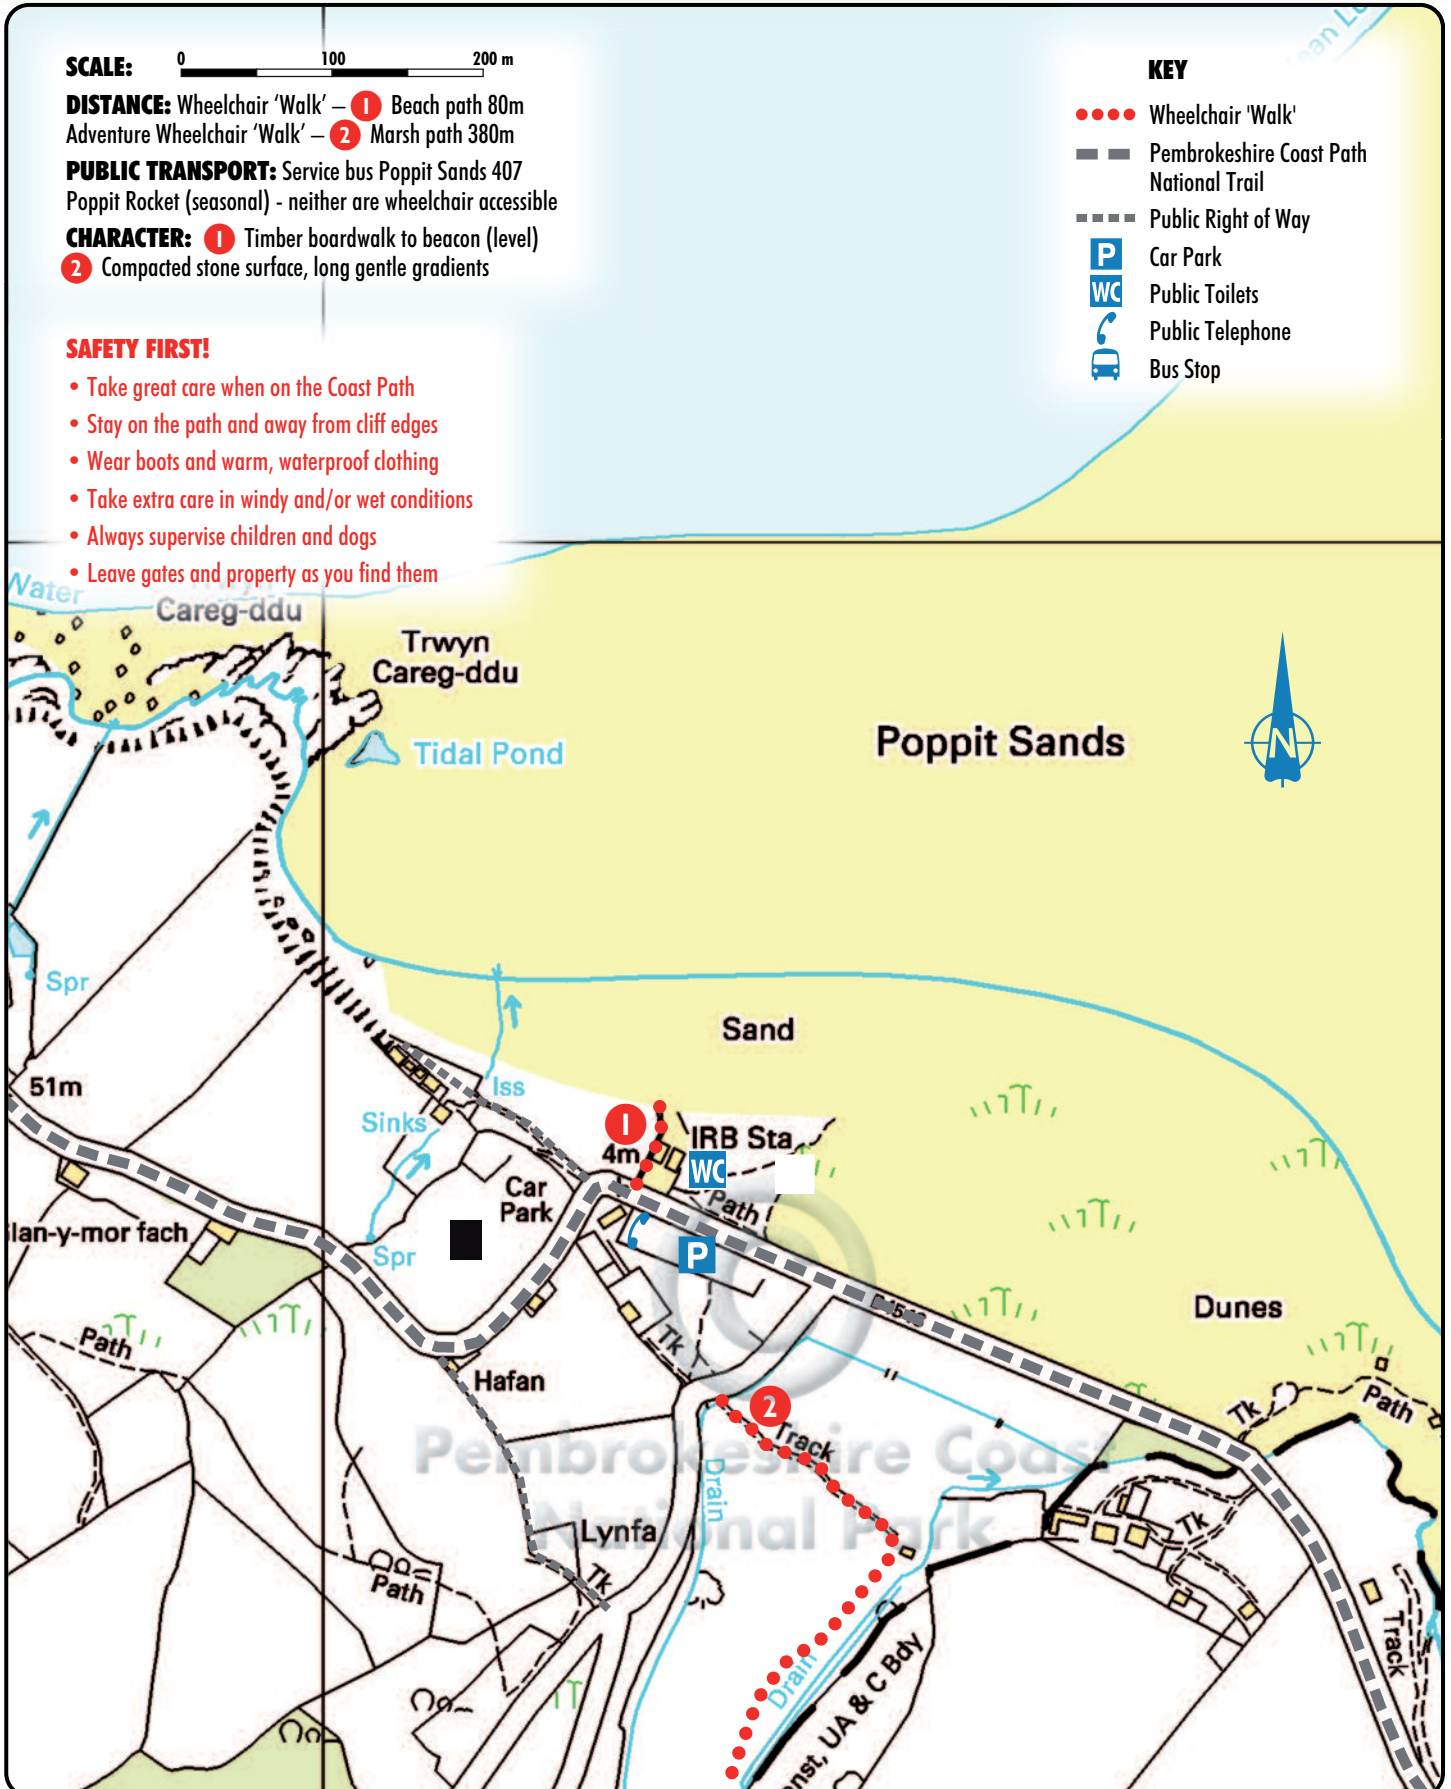 SCALE: 0 100 200 m
DISTANCE: Wheelchair ‘Walk’ – 1 Beach path 80m
Adventure Wheelchair ‘Walk’ – 2 Marsh path 380m
PUBLIC TRANSPORT: Service bus Poppit Sands 407
Poppit Rocket (seasonal) - neither are wheelchair accessible
CHARACTER: 1 Timber boardwalk to beacon (level)
2 Compacted stone surface, long gentle gradients
SAFETY FIRST!
• Take great care when on the Coast Path
• Stay on the path and away from cliff edges
• Wear boots and warm, waterproof clothing
• Take extra care in windy and/or wet conditions
• Always supervise children and dogs
• Leave gates and property as you find them
KEY
Wheelchair 'Walk'
Pembrokeshire Coast Path
National Trail
Public Right of Way
P Car Park
WC Public Toilets
Public Telephone
Bus Stop
Water
Careg-ddu
Trwyn
Careg-ddu
Tidal Pond
Poppit Sands
N
Spr
Sand
51m
Iss
Sinks
1
4m
IRB Sta
WC
Car
Park
Path
lan-y-mor fach
Spr
P
Dunes
Path
Tk
Hafan
2
Track
Tk
Path
Pembrokeshire Coast
National Park
Drain
Lynfa
Tk
Tk
Path
Track
Drain
onst, UA & C Bdy